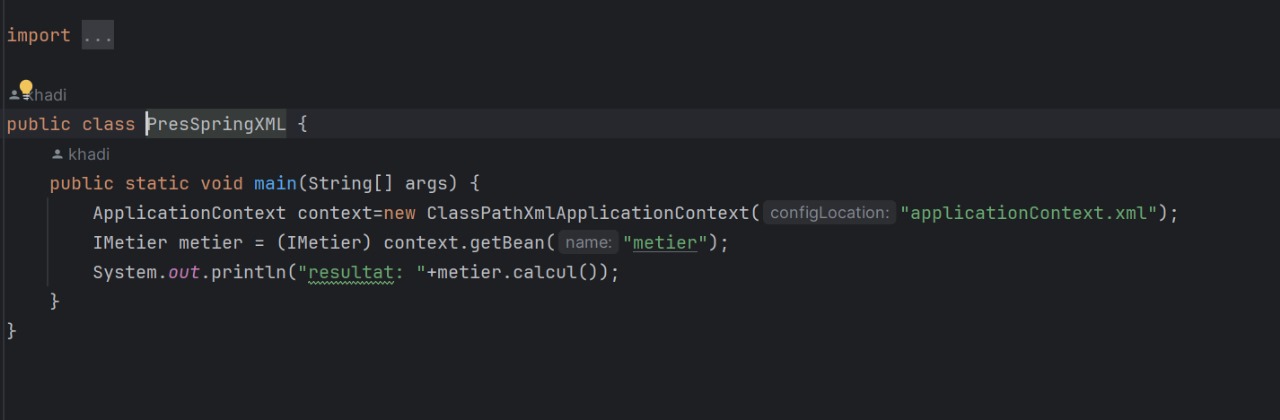 import ...
khadi
public class PresSpringXML {
khadi
public static void main(String[] args) {
ApplicationContext context=new ClassPathXmlApplicationContext( configLocation: "applicationContext.xml");
IMetier metier = (IMetier) context.getBean( name: "metier");
System.out.println("resultat: "+metier.calcul());
}
}